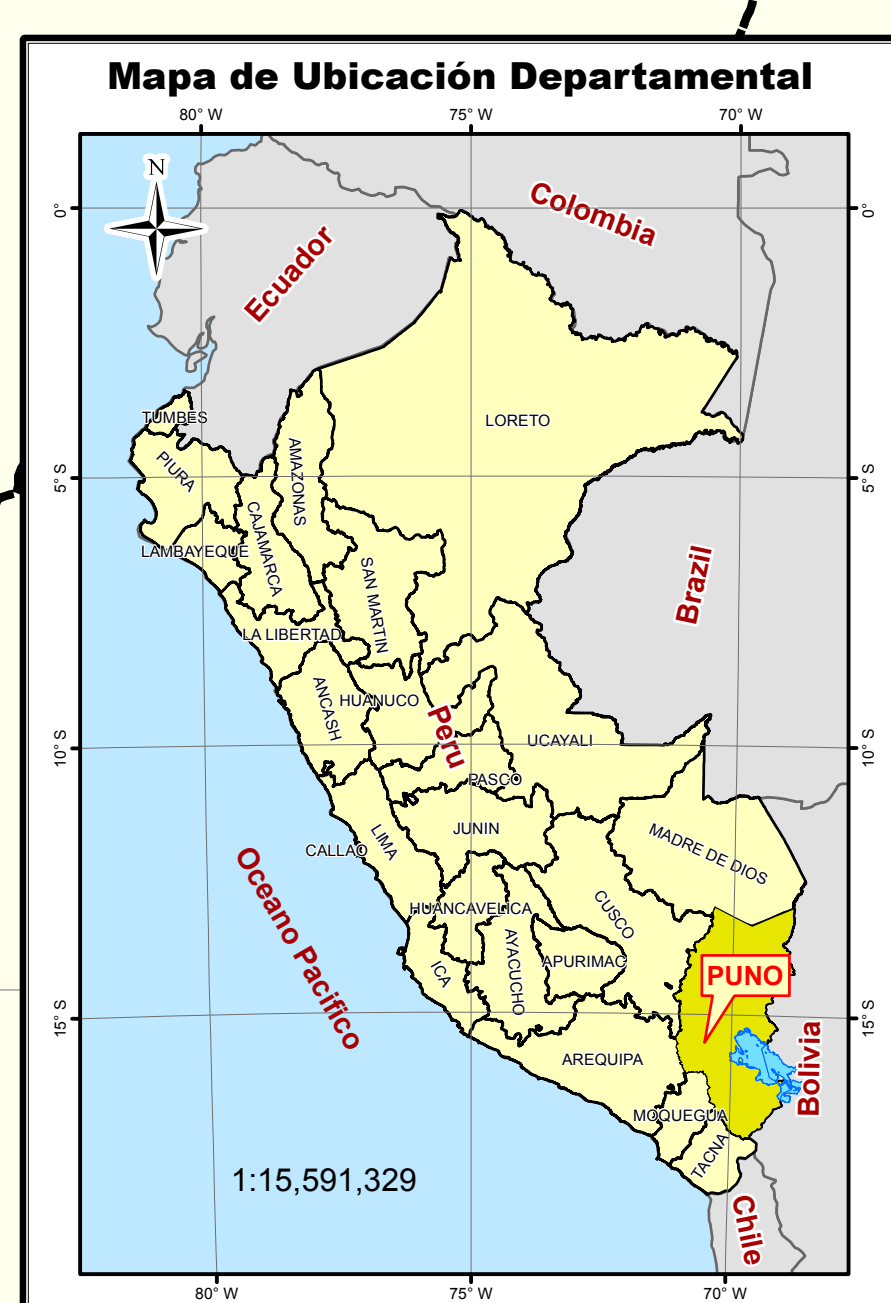 Mapa de Ubicación Departamental
80° W
75° W
70° W
N
0°
0°
Colombia
Ecuador
TUMBES
LORETO
PIURA
AMAZONAS
5° S
5° S
CAJAMARCA
LAMBAYEQUE
SAN MARTIN
Brazil
LA LIBERTAD
ANCASH
HUANUCO
Peru
UCAYALI
10° S
10° S
PASCO
JUNIN
LIMA
CALLAO
MADRE DE DIOS
Oceano Pacifico
HUANCAVELICA
CUSCO
AYACUCHO
APURIMAC
ICA
PUNO
15° S
15° S
AREQUIPA
Bolivia
MOQUEGUA
TACNA
1:15,591,329
Chile
80° W
75° W
70° W